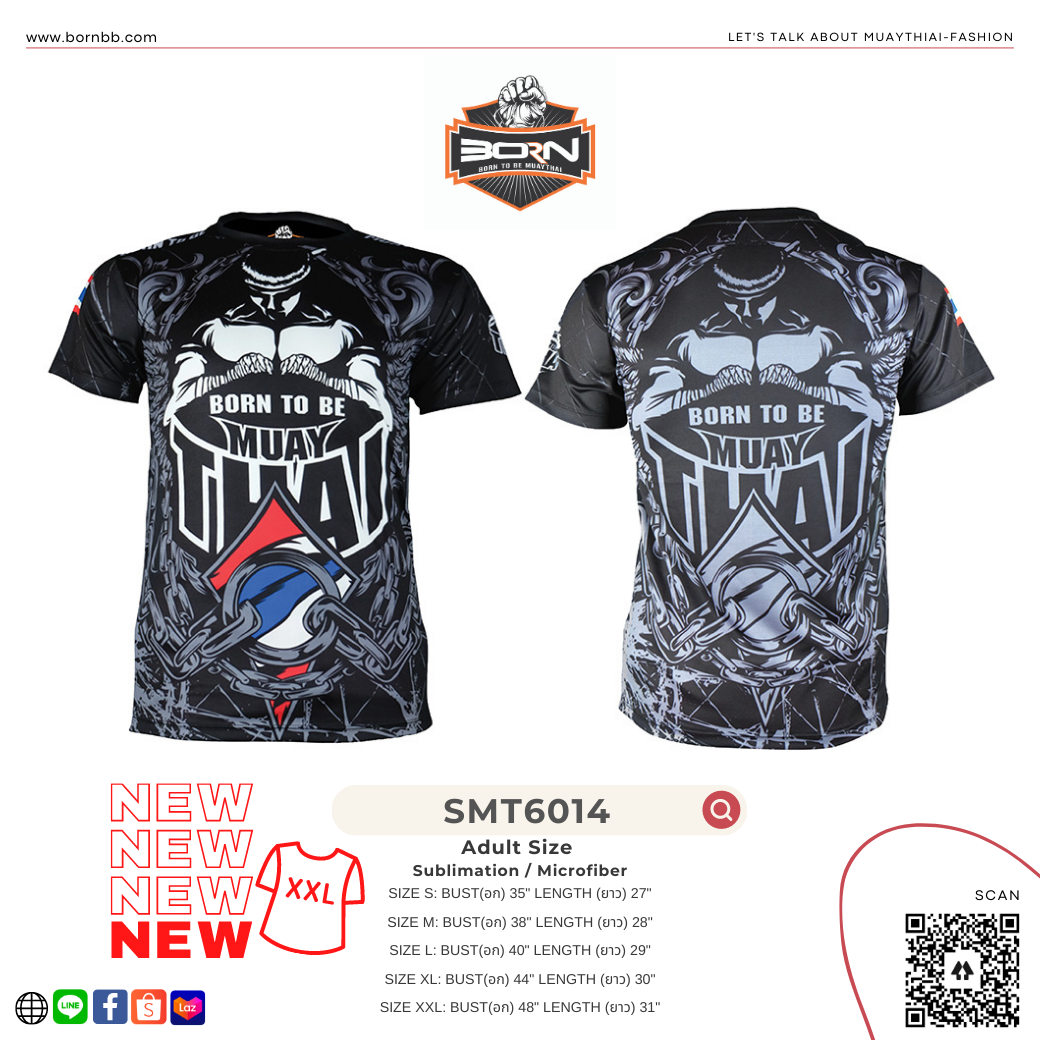 www.bornbb.com
LET'S TALK ABOUT MUAYTHIAI-FASHION
BORN
BORN TO BE MUAYTHAI
BORN TO BE
MUAY
THAI
BORN TO BE
MUAY
THAI
NEW
NEW
NEW
NEW
XXL
SMT6014
Adult Size
Sublimation / Microfiber
SIZE S: BUST(อก) 35" LENGTH (ยาว) 27"
SIZE M: BUST(อก) 38" LENGTH (ยาว) 28"
SIZE L: BUST(อก) 40" LENGTH (ยาว) 29"
SIZE XL: BUST(อก) 44" LENGTH (ยาว) 30"
SIZE XXL: BUST(อก) 48" LENGTH (ยาว) 31"
SCAN
LINE
f
S
Laz